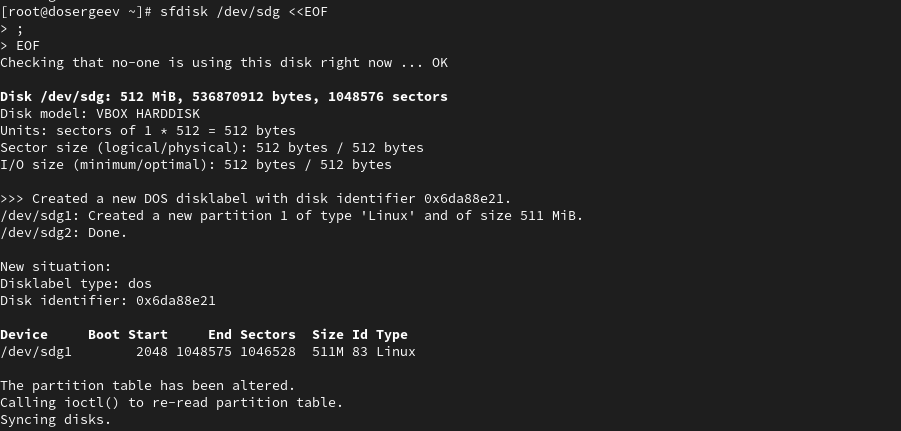 [root@dosergeev ~]# sfdisk /dev/sdg <<EOF
> ;
> EOF
Checking that no-one is using this disk right now ... OK
Disk /dev/sdg: 512 MiB, 536870912 bytes, 1048576 sectors
Disk model: VBOX HARDDISK
Units: sectors of 1 * 512 = 512 bytes
Sector size (logical/physical): 512 bytes / 512 bytes
I/O size (minimum/optimal): 512 bytes / 512 bytes
>>> Created a new DOS disklabel with disk identifier 0x6da88e21.
/dev/sdg1: Created a new partition 1 of type 'Linux' and of size 511 MiB.
/dev/sdg2: Done.
New situation:
Disklabel type: dos
Disk identifier: 0x6da88e21
Device     Boot Start     End Sectors  Size Id Type
/dev/sdg1        2048 1048575 1046528  511M 83 Linux
The partition table has been altered.
Calling ioctl() to re-read partition table.
Syncing disks.